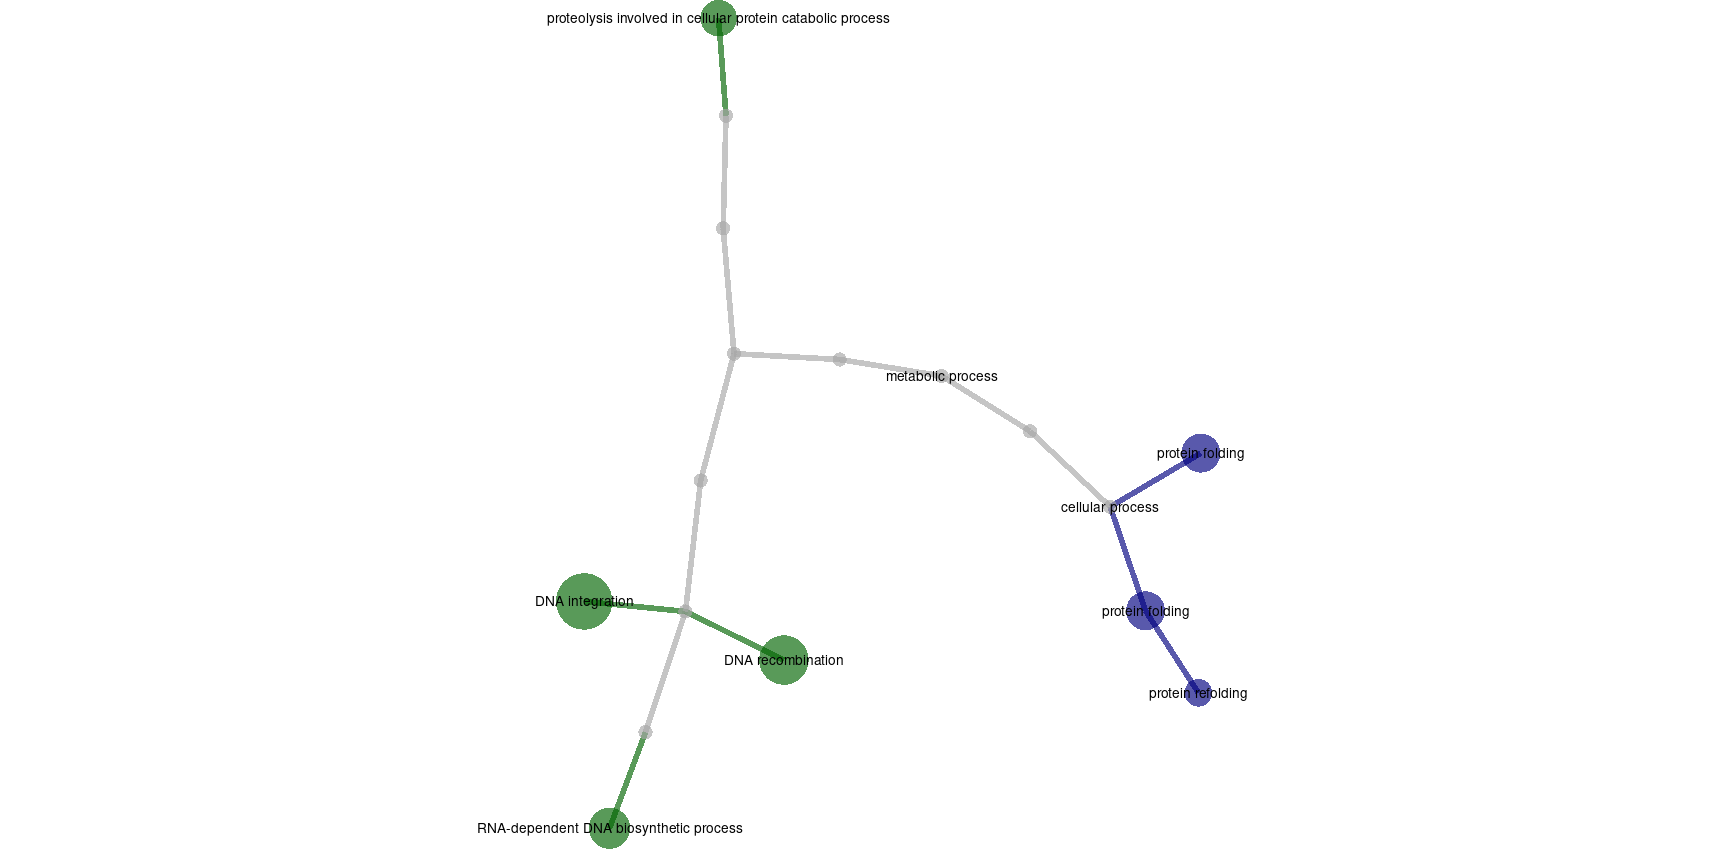 proteolysis involved in cellular protein catabolic process
metabolic process
protein folding
cellular process
DNA integration
protein folding
DNA recombination
protein refolding
RNA-dependent DNA biosynthetic process